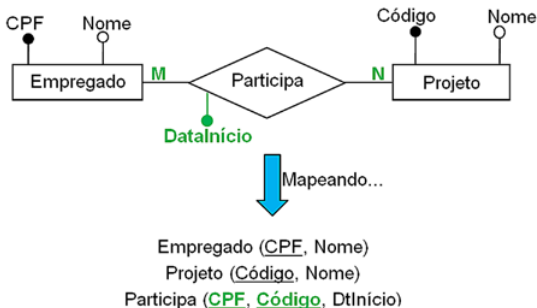 CPF Nome Código Nome
Empregado M Participa N Projeto
DataInício
Mapeando...
Empregado (CPF, Nome)
Projeto (Código, Nome)
Participa (CPF, Código, DtInício)